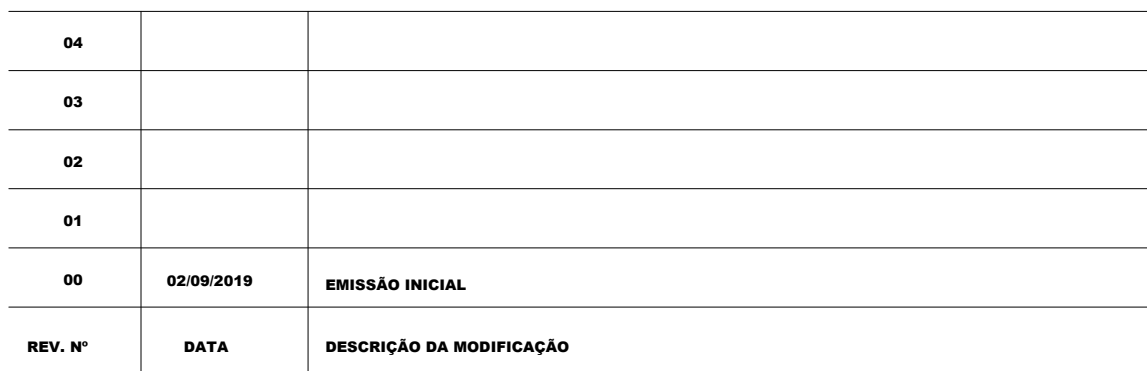 04
03
02
01
00 02/09/2019 EMISSÃO INICIAL
REV. Nº DATA DESCRIÇÃO DA MODIFICAÇÃO